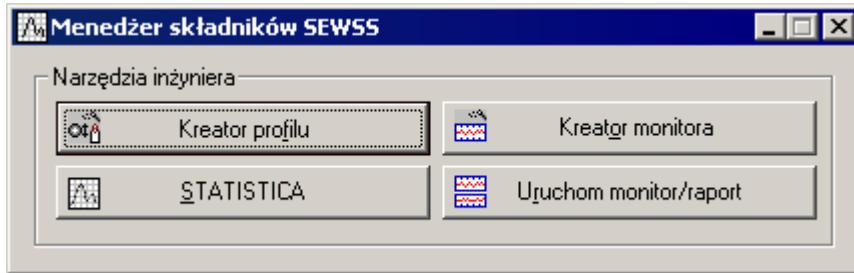 Menedżer składników SEWSS
Narzędzia inżyniera
Kreator profilu
Kreator monitora
STATISTICA
Uruchom monitor/raport